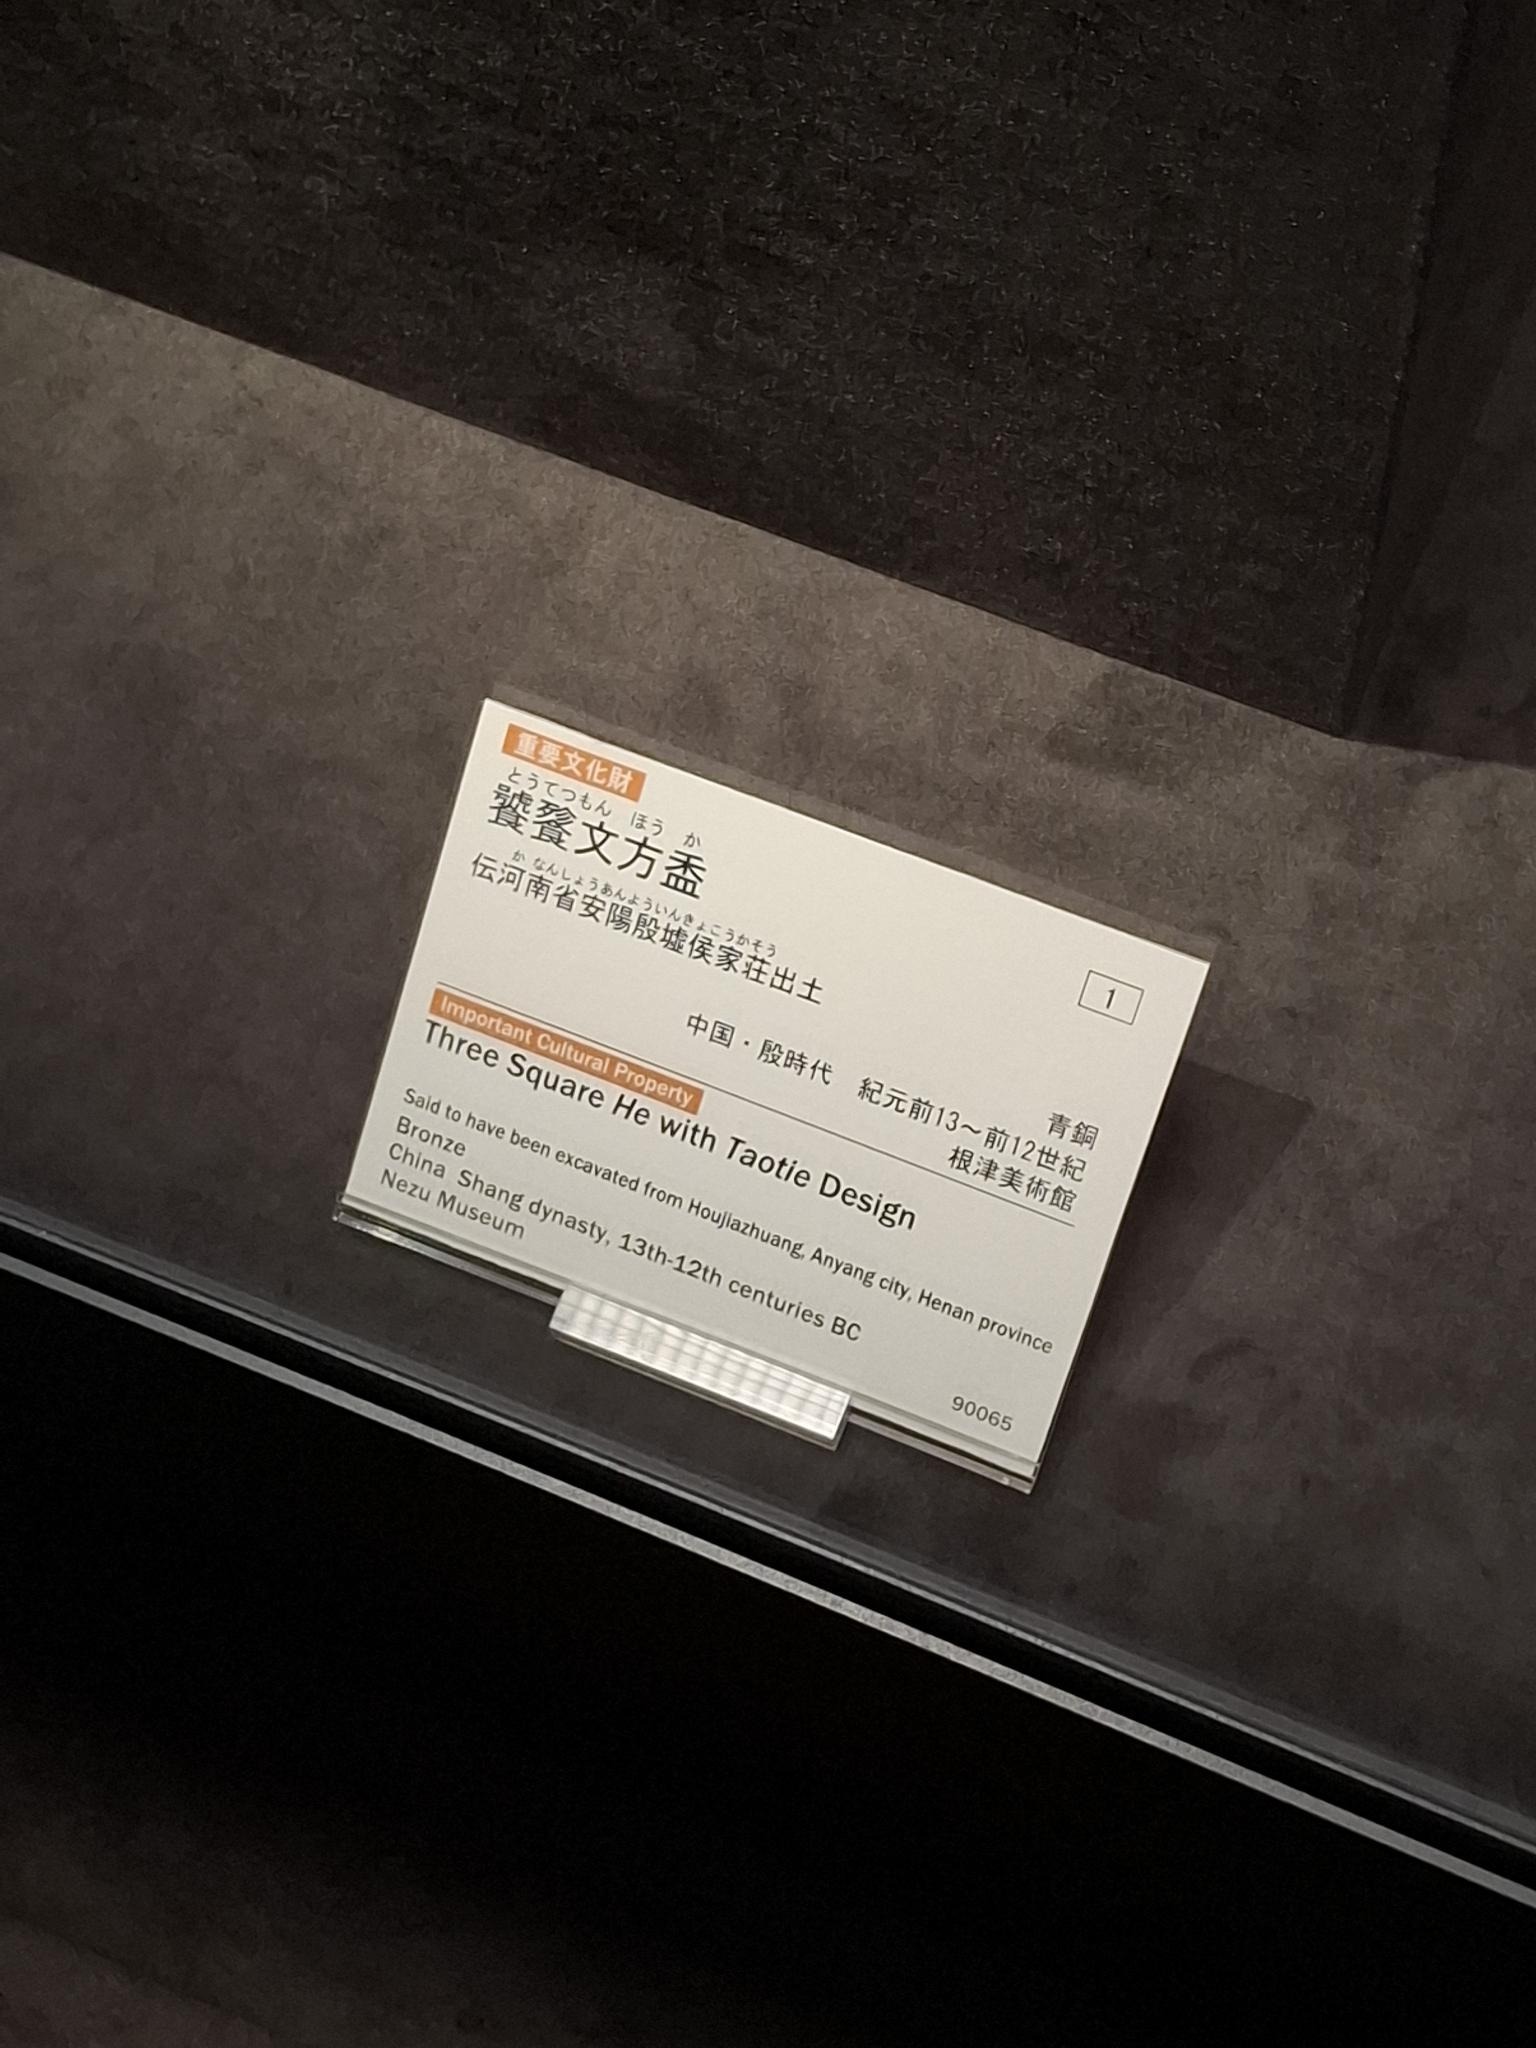 重要文化財
とうてつもん ほう か
饕餮文方盉
か なんしょうあんよういんきょこうかそう
伝河南省安陽殷墟侯家荘出土
1
青銅
中国・殷時代 紀元前13～前12世紀
根津美術館
Important Cultural Property
Three Square He with Taotie Design
Said to have been excavated from Houjiazhuang, Anyang city, Henan province
Bronze
China Shang dynasty, 13th-12th centuries BC
Nezu Museum
90065